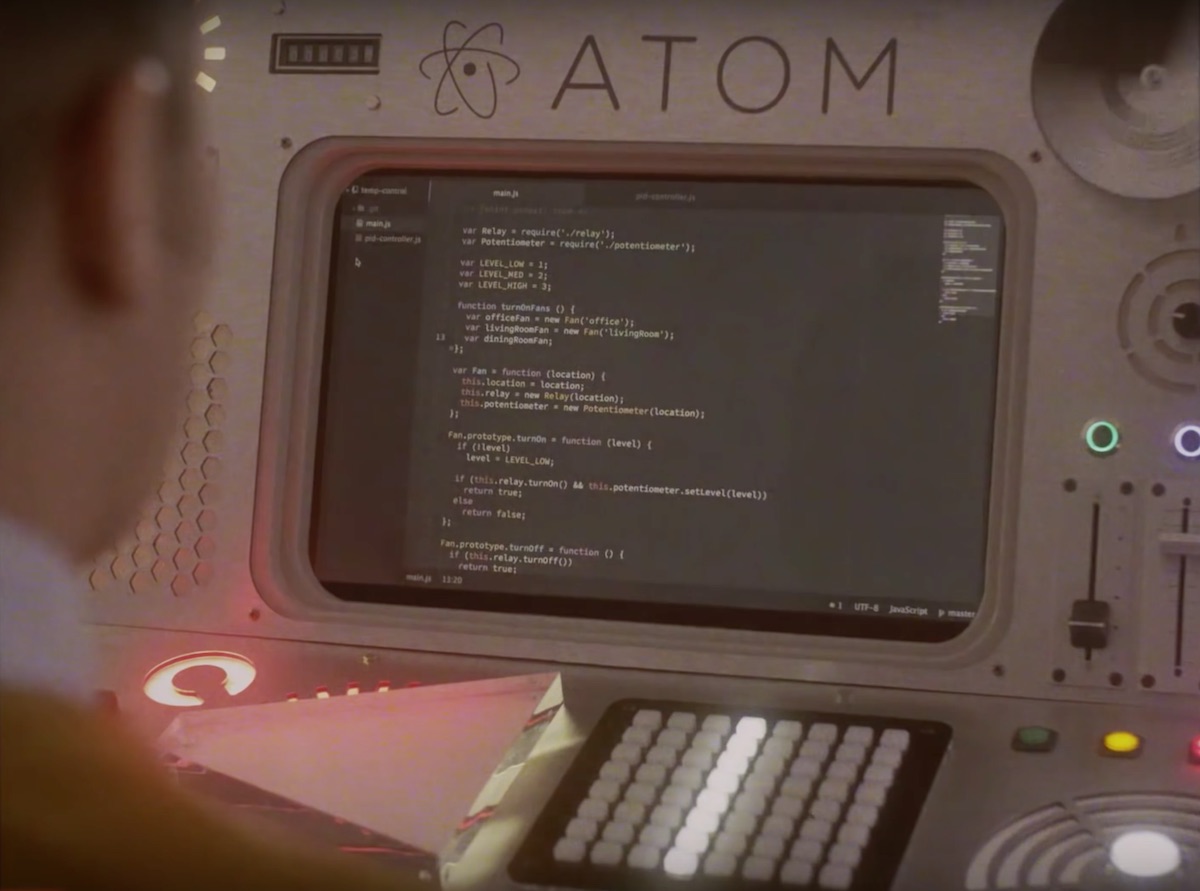 ATOM
temp-control
main.js
pid-controller.js
.git
main.js
pid-controller.js
var Relay = require('./relay');
var Potentiometer = require('./potentiometer');
var LEVEL_LOW = 1;
var LEVEL_MED = 2;
var LEVEL_HIGH = 3;
function turnOnFans () {
var officeFan = new Fan('office');
var livingRoomFan = new Fan('livingRoom');
13 var diningRoomFan;
};
var Fan = function (location) {
this.location = location;
this.relay = new Relay(location);
this.potentiometer = new Potentiometer(location);
};
Fan.prototype.turnOn = function (level) {
if (!level)
level = LEVEL_LOW;
if (this.relay.turnOn() && this.potentiometer.setLevel(level))
return true;
else
return false;
};
Fan.prototype.turnOff = function () {
if (this.relay.turnOff())
return true;
main.js 13:20
1 UTF-8 JavaScript master